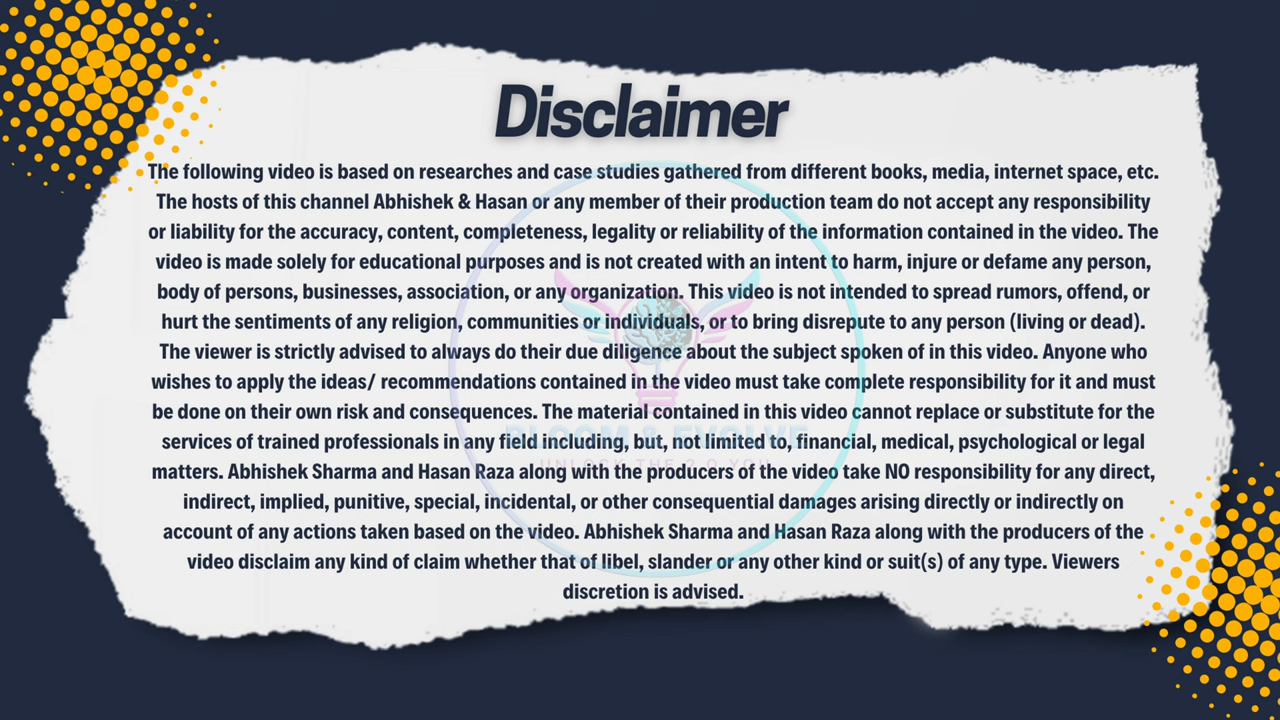 Disclaimer
The following video is based on researches and case studies gathered from different books, media, internet space, etc.
The hosts of this channel Abhishek & Hasan or any member of their production team do not accept any responsibility
or liability for the accuracy, content, completeness, legality or reliability of the information contained in the video. The
video is made solely for educational purposes and is not created with an intent to harm, injure or defame any person,
body of persons, businesses, association, or any organization. This video is not intended to spread rumors, offend, or
hurt the sentiments of any religion, communities or individuals, or to bring disrepute to any person (living or dead).
The viewer is strictly advised to always do their due diligence about the subject spoken of in this video. Anyone who
wishes to apply the ideas/ recommendations contained in the video must take complete responsibility for it and must
be done on their own risk and consequences. The material contained in this video cannot replace or substitute for the
services of trained professionals in any field including, but, not limited to, financial, medical, psychological or legal
matters. Abhishek Sharma and Hasan Raza along with the producers of the video take NO responsibility for any direct,
indirect, implied, punitive, special, incidental, or other consequential damages arising directly or indirectly on
account of any actions taken based on the video. Abhishek Sharma and Hasan Raza along with the producers of the
video disclaim any kind of claim whether that of libel, slander or any other kind or suit(s) of any type. Viewers
discretion is advised.
BLOOM & EVOLVE
UNLOCK THE 2.0 YOU